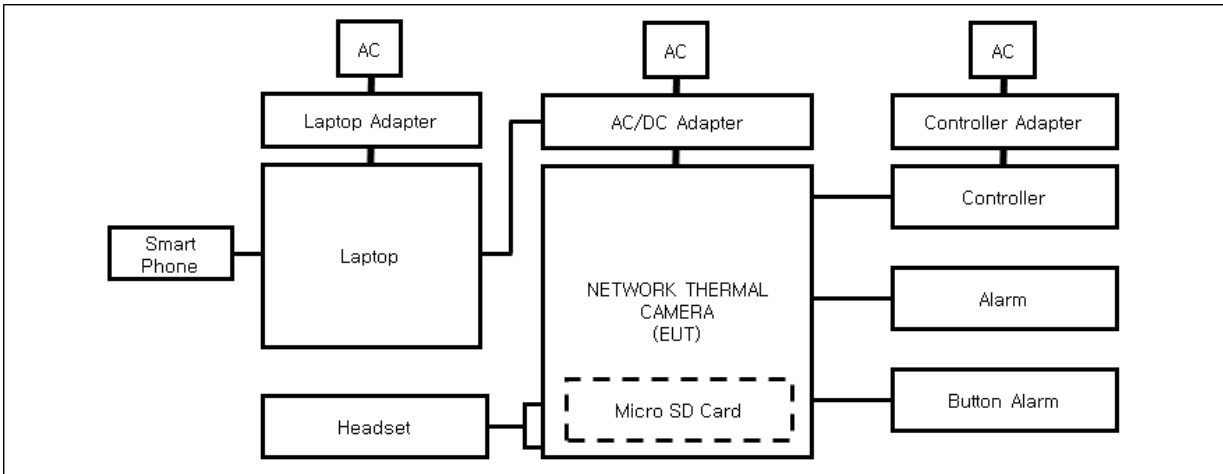 AC
AC
AC
Laptop Adapter
AC/DC Adapter
Controller Adapter
Smart
Phone
Laptop
NETWORK THERMAL
CAMERA
(EUT)
Controller
Alarm
Headset
Micro SD Card
Button Alarm